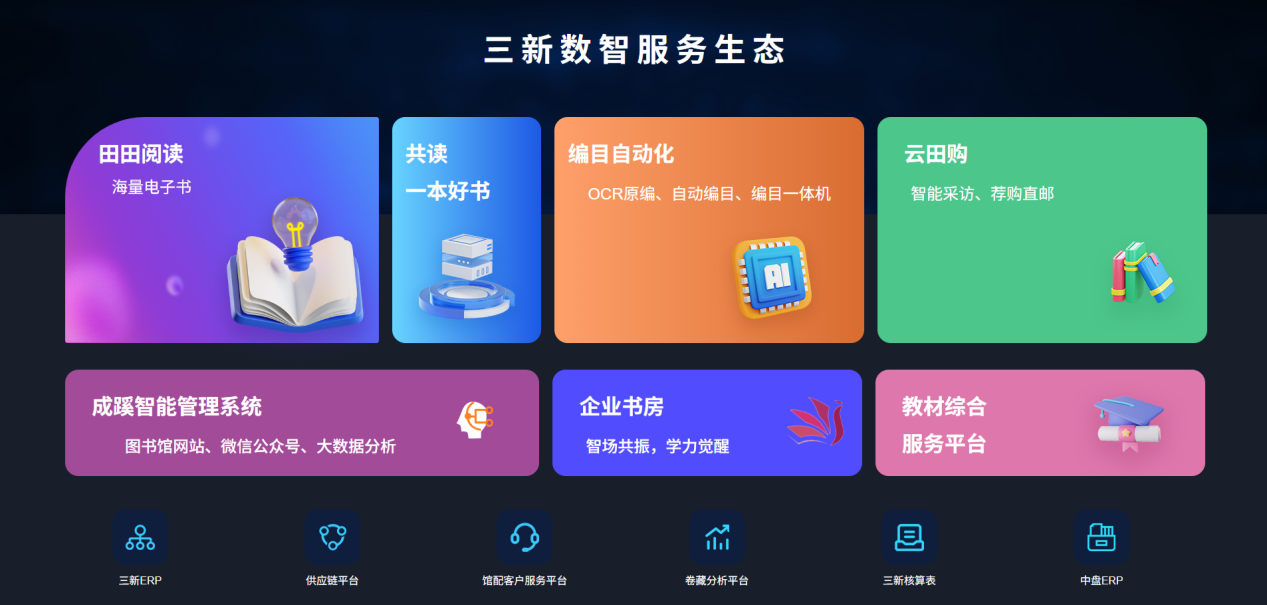 三新数智服务生态
田田阅读
海量电子书
共读
一本好书
编目自动化
OCR原编、自动编目、编目一体机
AI
云田购
智能采访、荐购直邮
成蹊智能管理系统
图书馆网站、微信公众号、大数据分析
企业书房
智场共振，学力觉醒
教材综合
服务平台
三新ERP
供应链平台
馆配客户服务平台
卷藏分析平台
三新核算表
中盘ERP